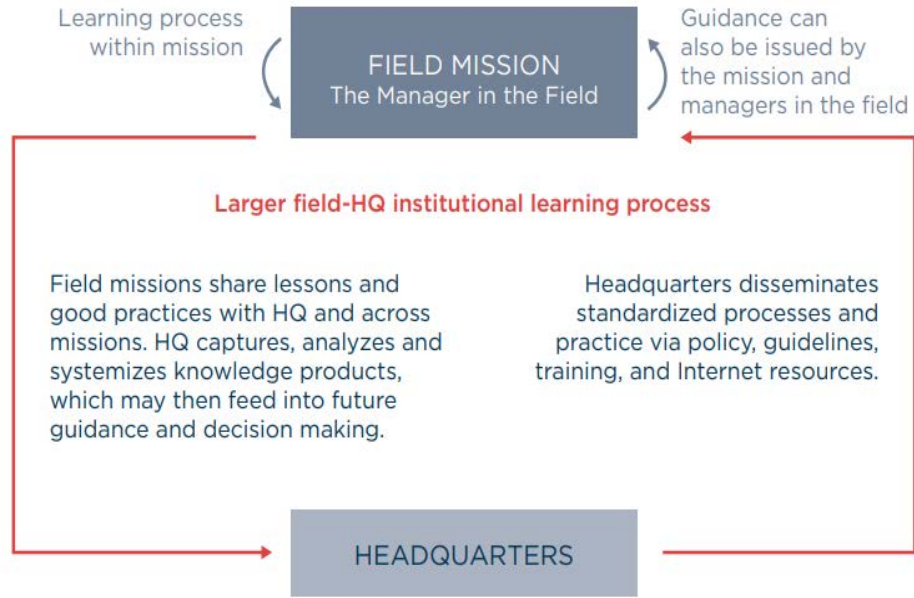 Learning process
within mission
FIELD MISSION
The Manager in the Field
Guidance can
also be issued by
the mission and
managers in the field
Larger field-HQ institutional learning process
Field missions share lessons and
good practices with HQ and across
missions. HQ captures, analyzes and
systemizes knowledge products,
which may then feed into future
guidance and decision making.
Headquarters disseminates
standardized processes and
practice via policy, guidelines,
training, and Internet resources.
HEADQUARTERS